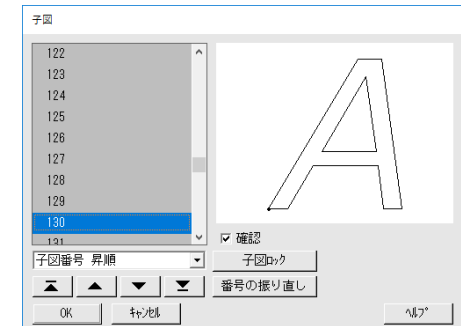 子図
122
123
124
125
126
127
128
129
130
131
A
確認
子図番号 昇順
子図ﾛｯｸ
番号の振り直し
OK
ｷｬﾝｾﾙ
ﾍﾙﾌﾟ